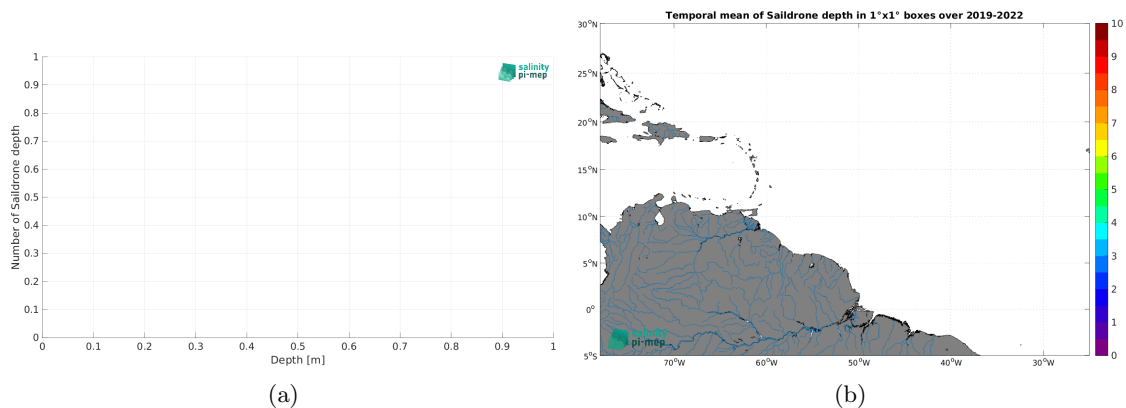 salinity
pi-mep
1
0.9
0.8
0.7
0.6
0.5
0.4
0.3
0.2
0.1
0
Number of Saildrone depth
0 0.1 0.2 0.3 0.4 0.5 0.6 0.7 0.8 0.9 1
Depth [m]
(a)
Temporal mean of Saildrone depth in 1°x1° boxes over 2019-2022
30°N
25°N
20°N
15°N
10°N
5°N
0°
5°S
70°W 60°W 50°W 40°W 30°W
salinity
pi-mep
10
9
8
7
6
5
4
3
2
1
0
(b)